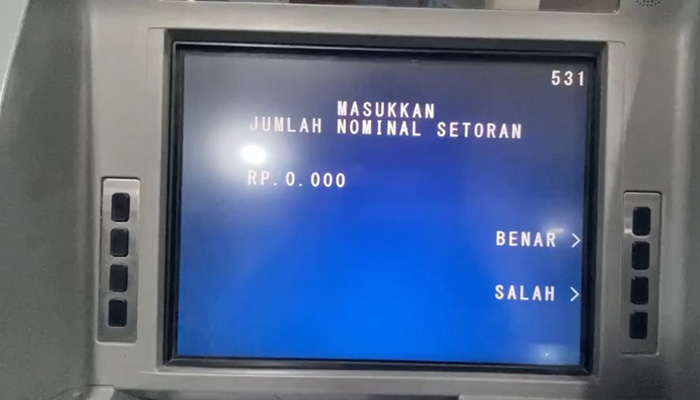 531
MASUKKAN
JUMLAH NOMINAL SETORAN
RP.0.000
BENAR >
SALAH >